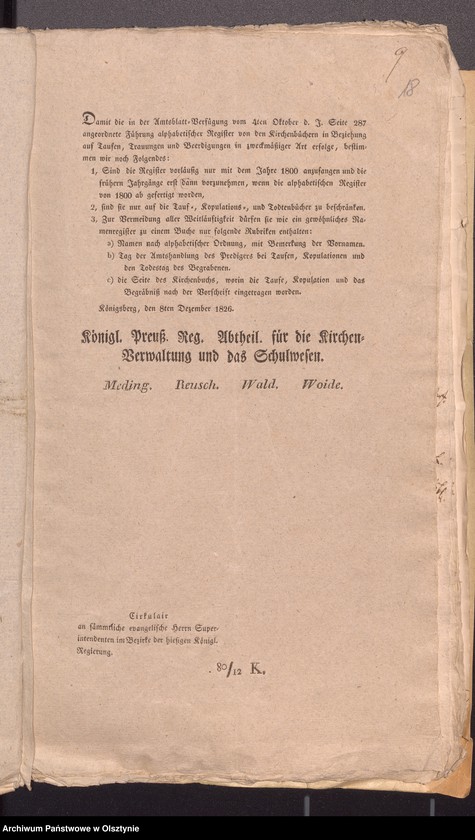 9
18
Damit die in der Amtsblatt-Verfügung vom 4ten Oktober d. J. Seite 287
angeordnete Führung alphabetischer Register von den Kirchenbüchern in Beziehung
auf Taufen, Trauungen und Beerdigungen in zweckmäßiger Art erfolge, bestim-
men wir noch Folgendes:
1, Sind die Register vorläufig nur mit dem Jahre 1800 anzufangen und die
frühern Jahrgänge erst dann vorzunehmen, wenn die alphabetischen Register
von 1800 ab gefertigt worden,
2, sind sie nur auf die Tauf-, Kopulations-, und Todtenbücher zu beschränken.
3. Zur Vermeidung aller Weitläuftigkeit dürfen sie wie ein gewöhnliches Na-
menregister zu einem Buche nur folgende Rubriken enthalten:
a) Namen nach alphabetischer Ordnung, mit Bemerkung der Vornamen.
b) Tag der Amtshandlung des Predigers bei Taufen, Kopulationen und
den Todestag des Begrabenen.
c) die Seite des Kirchenbuchs, worin die Taufe, Kopulation und das
Begräbniß nach der Vorschrift eingetragen worden.
Königsberg, den 8ten Dezember 1826.
Königl. Preuß. Reg. Abtheil. für die Kirchen-
Verwaltung und das Schulwesen.
Meding. Reusch. Wald. Woide.
Cirkulair
an sämmtliche evangelische Herrn Super-
intendenten im Bezirke der hiesigen Königl.
Regierung.
80/12 K.
Archiwum Państwowe w Olsztynie